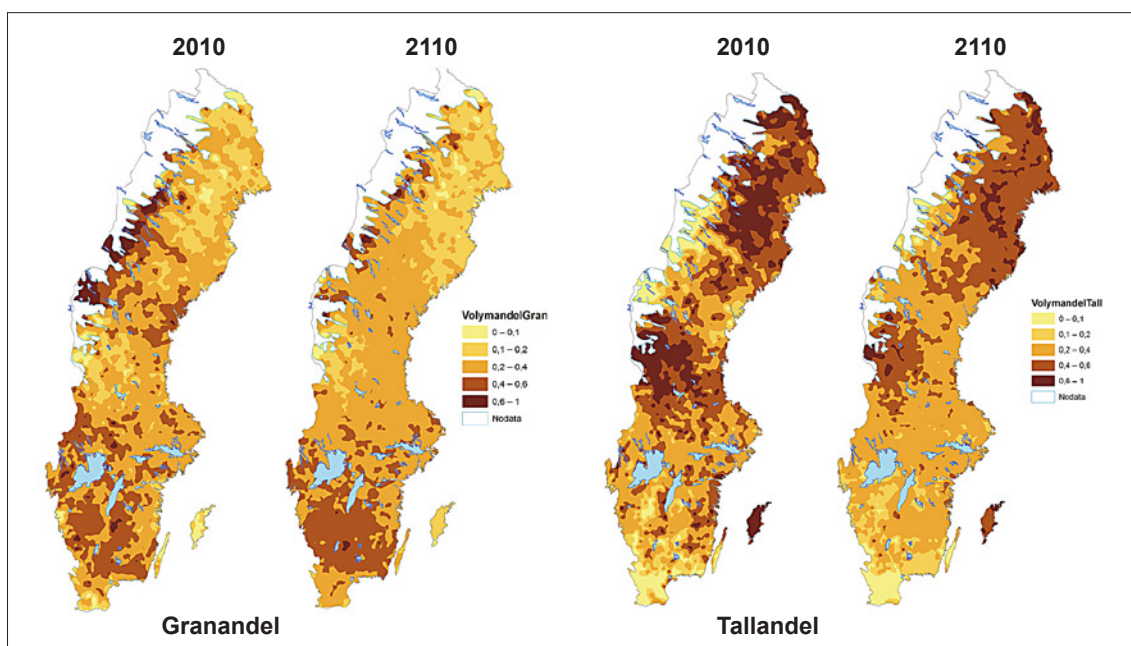 2010
2110
2010
2110
VolymandelGran
0 – 0,1
0,1 – 0,2
0,2 – 0,4
0,4 – 0,6
0,6 – 1
Nodata
VolymandelTall
0 – 0,1
0,1 – 0,2
0,2 – 0,4
0,4 – 0,6
0,6 – 1
Nodata
Granandel
Tallandel